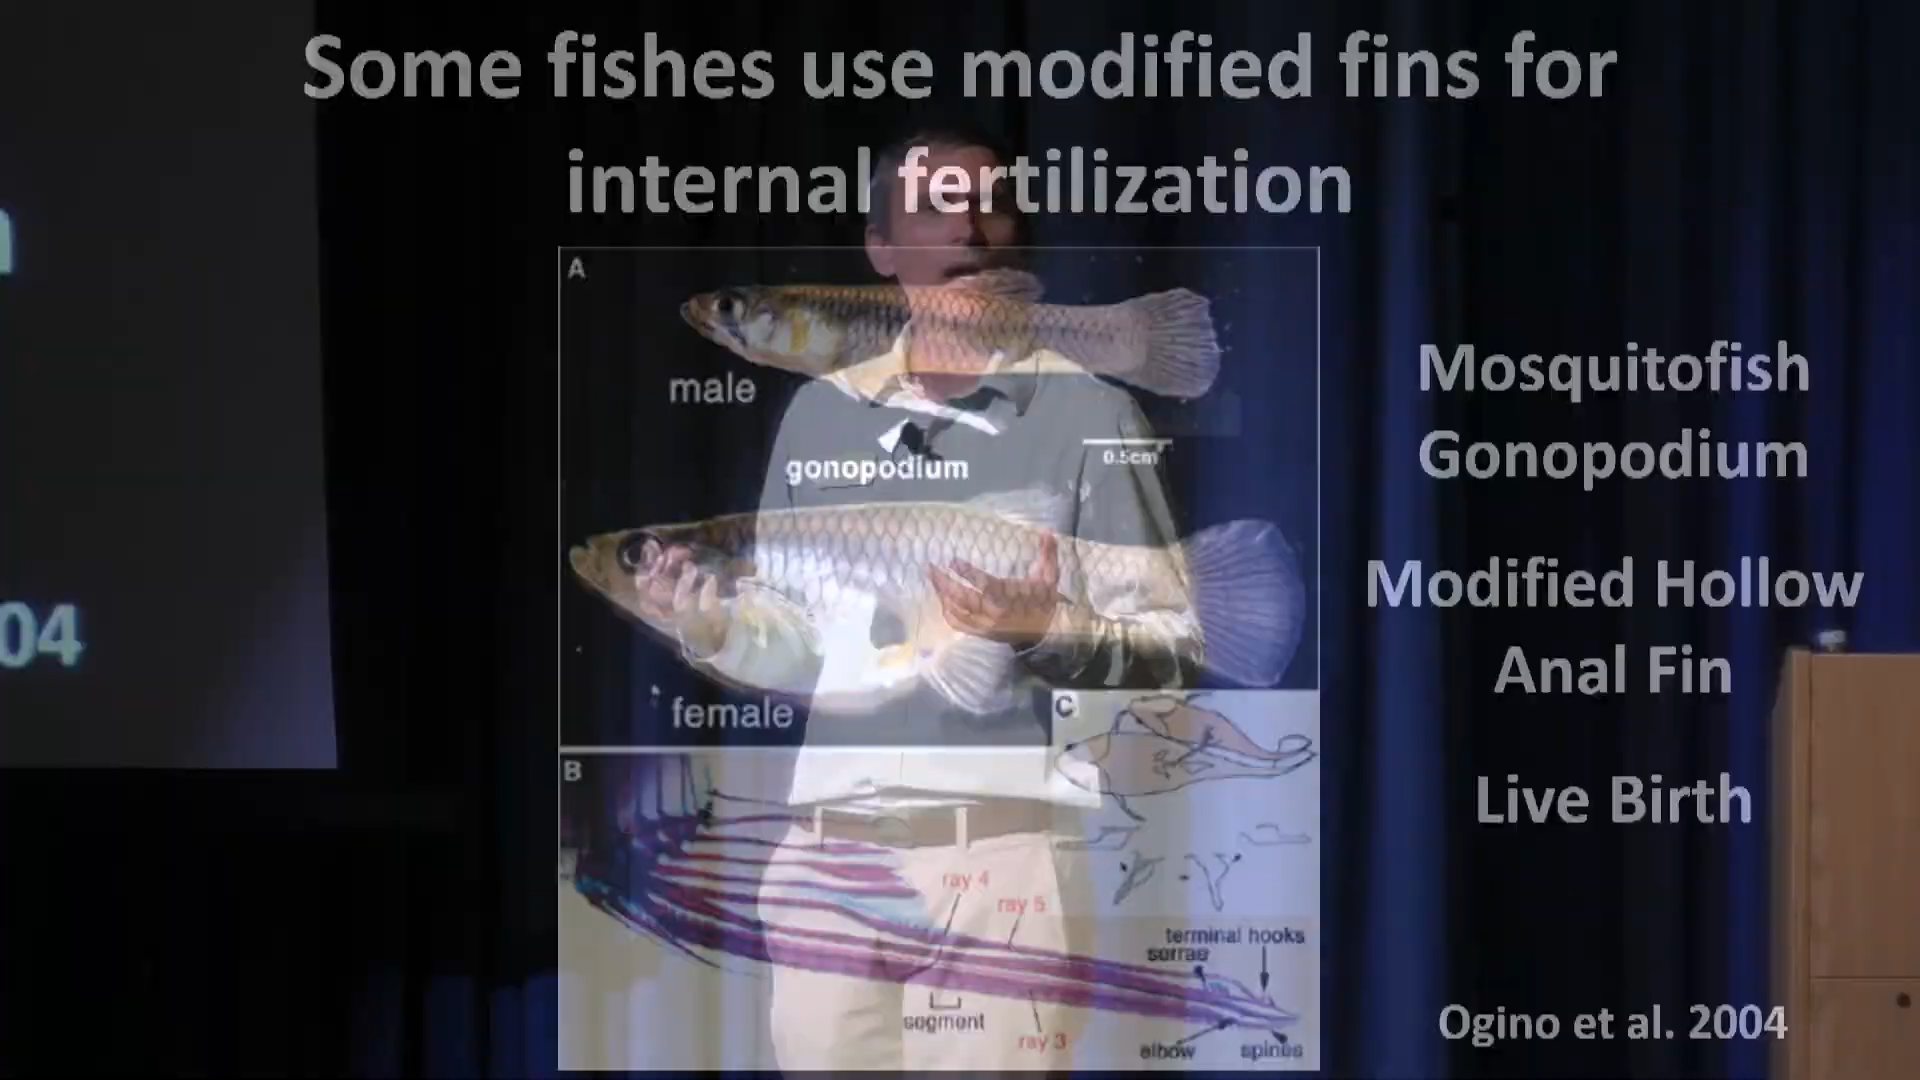 Some fishes use modified fins for
internal fertilization
A
male
gonopodium
0.5cm
female
C
B
ray 4
ray 5
terminal hooks
serrae
segment
ray 3
elbow
spines
Mosquitofish
Gonopodium
Modified Hollow
Anal Fin
Live Birth
Ogino et al. 2004
04